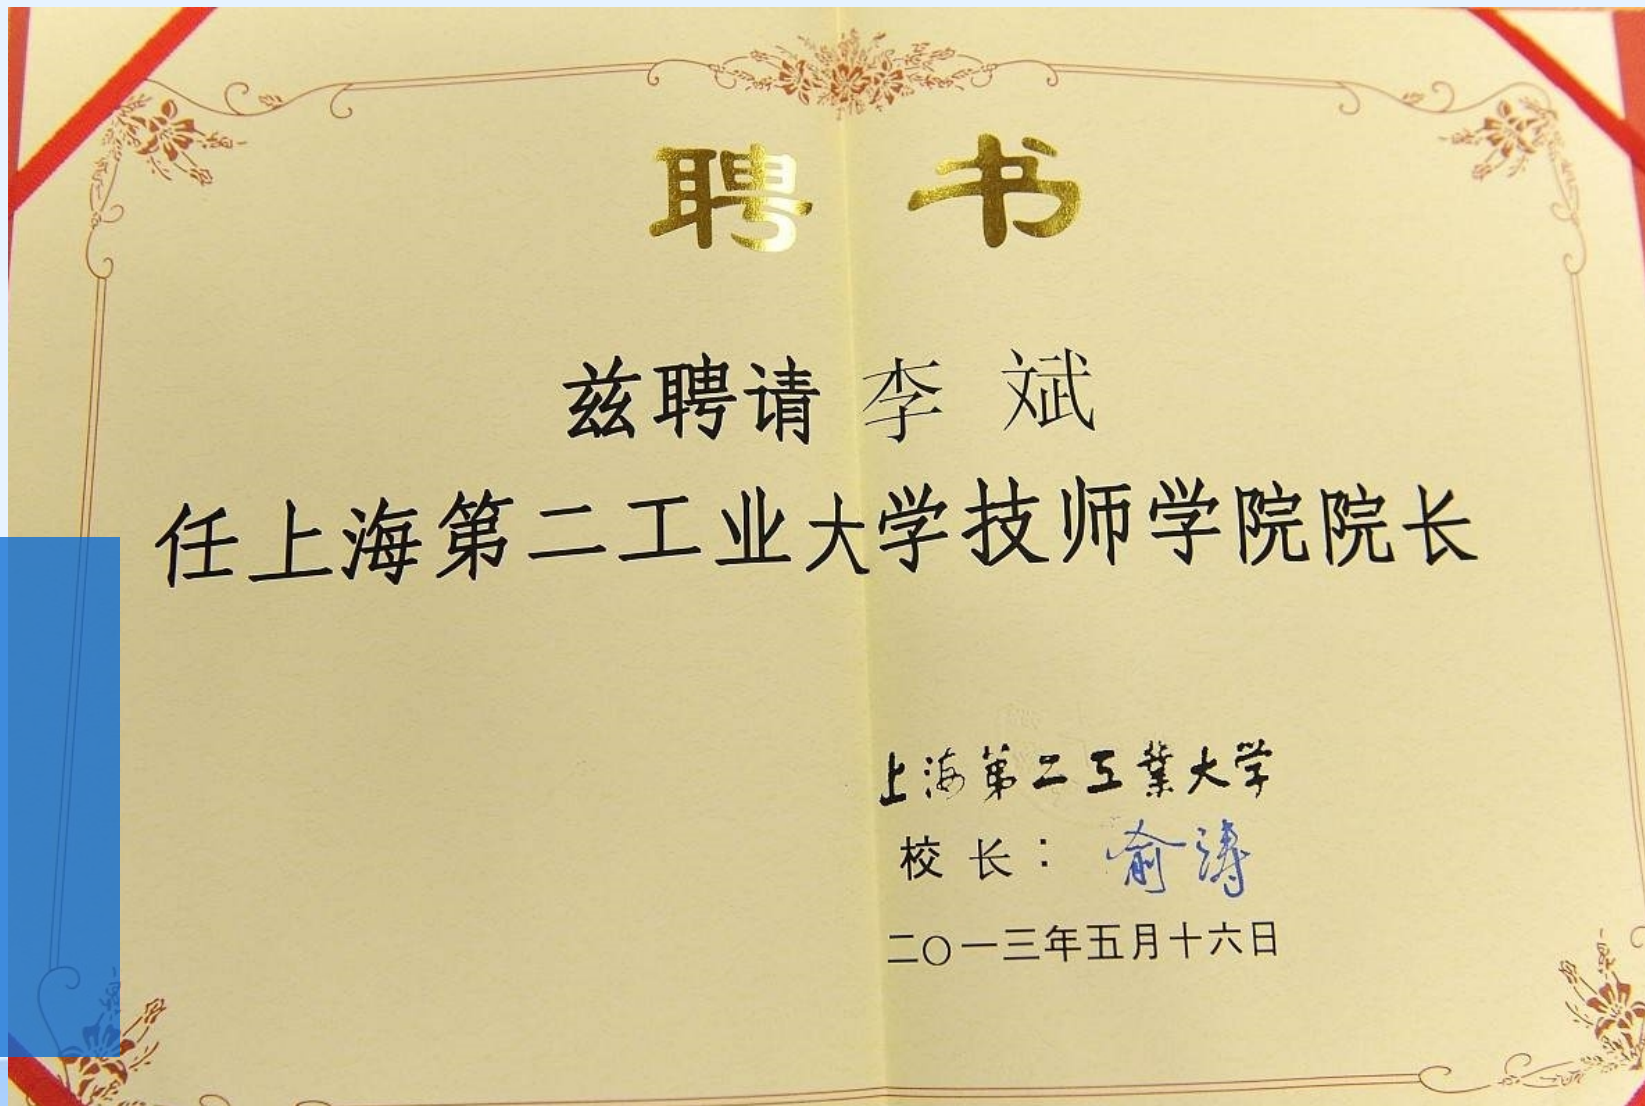 聘书
兹聘请 李 斌
任上海第二工业大学技师学院院长
上海第二工業大学
校长： 俞涛
二〇一三年五月十六日